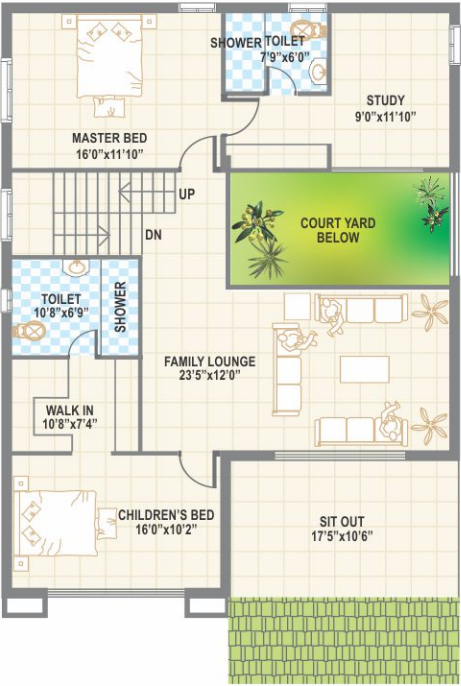 SHOWER
TOILET
7'9"x6'0"
STUDY
9'0"x11'10"
MASTER BED
16'0"x11'10"
UP
DN
COURT YARD
BELOW
TOILET
10'8"x6'9"
SHOWER
FAMILY LOUNGE
23'5"x12'0"
WALK IN
10'8"x7'4"
CHILDREN'S BED
16'0"x10'2"
SIT OUT
17'5"x10'6"